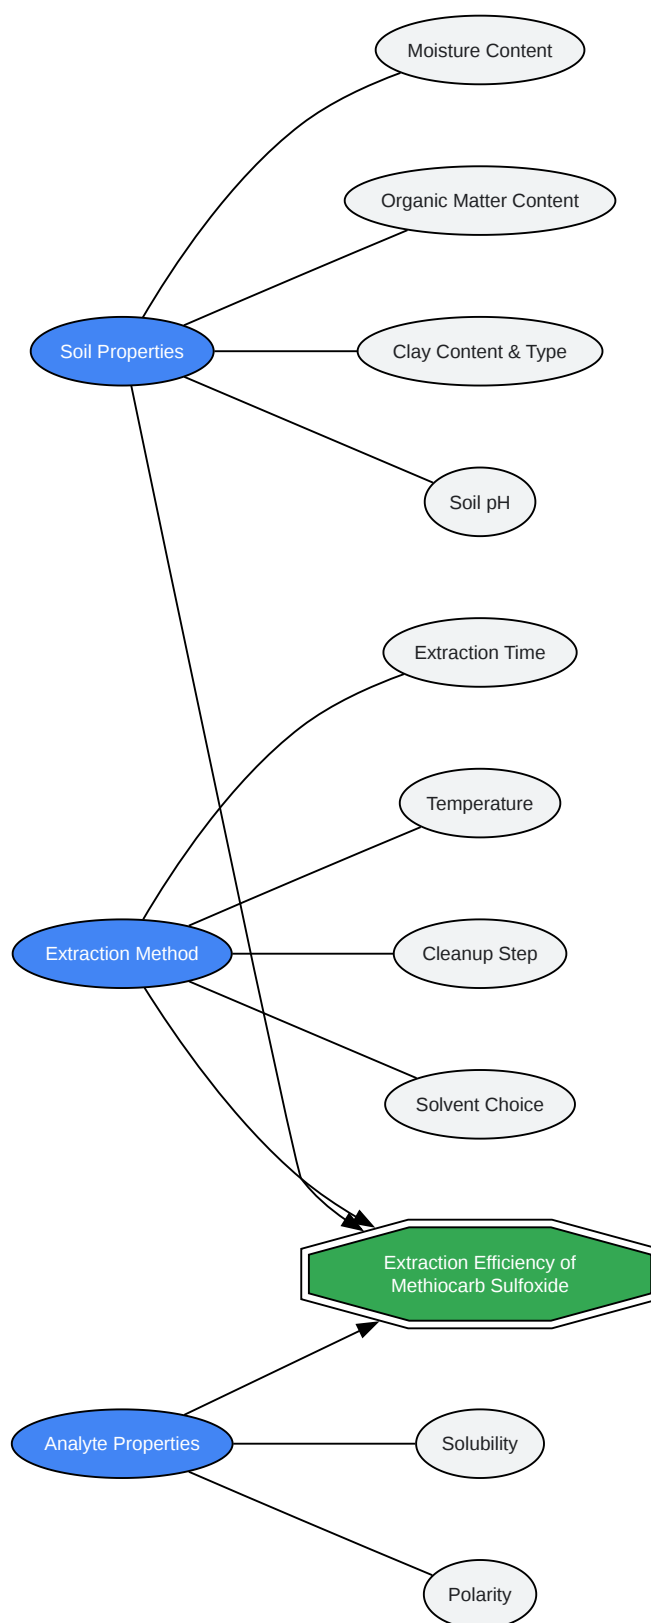 Moisture Content
Organic Matter Content
Soil Properties
Clay Content & Type
Soil pH
Extraction Time
Temperature
Extraction Method
Cleanup Step
Solvent Choice
Extraction Efficiency of
Methiocarb Sulfoxide
Analyte Properties
Solubility
Polarity